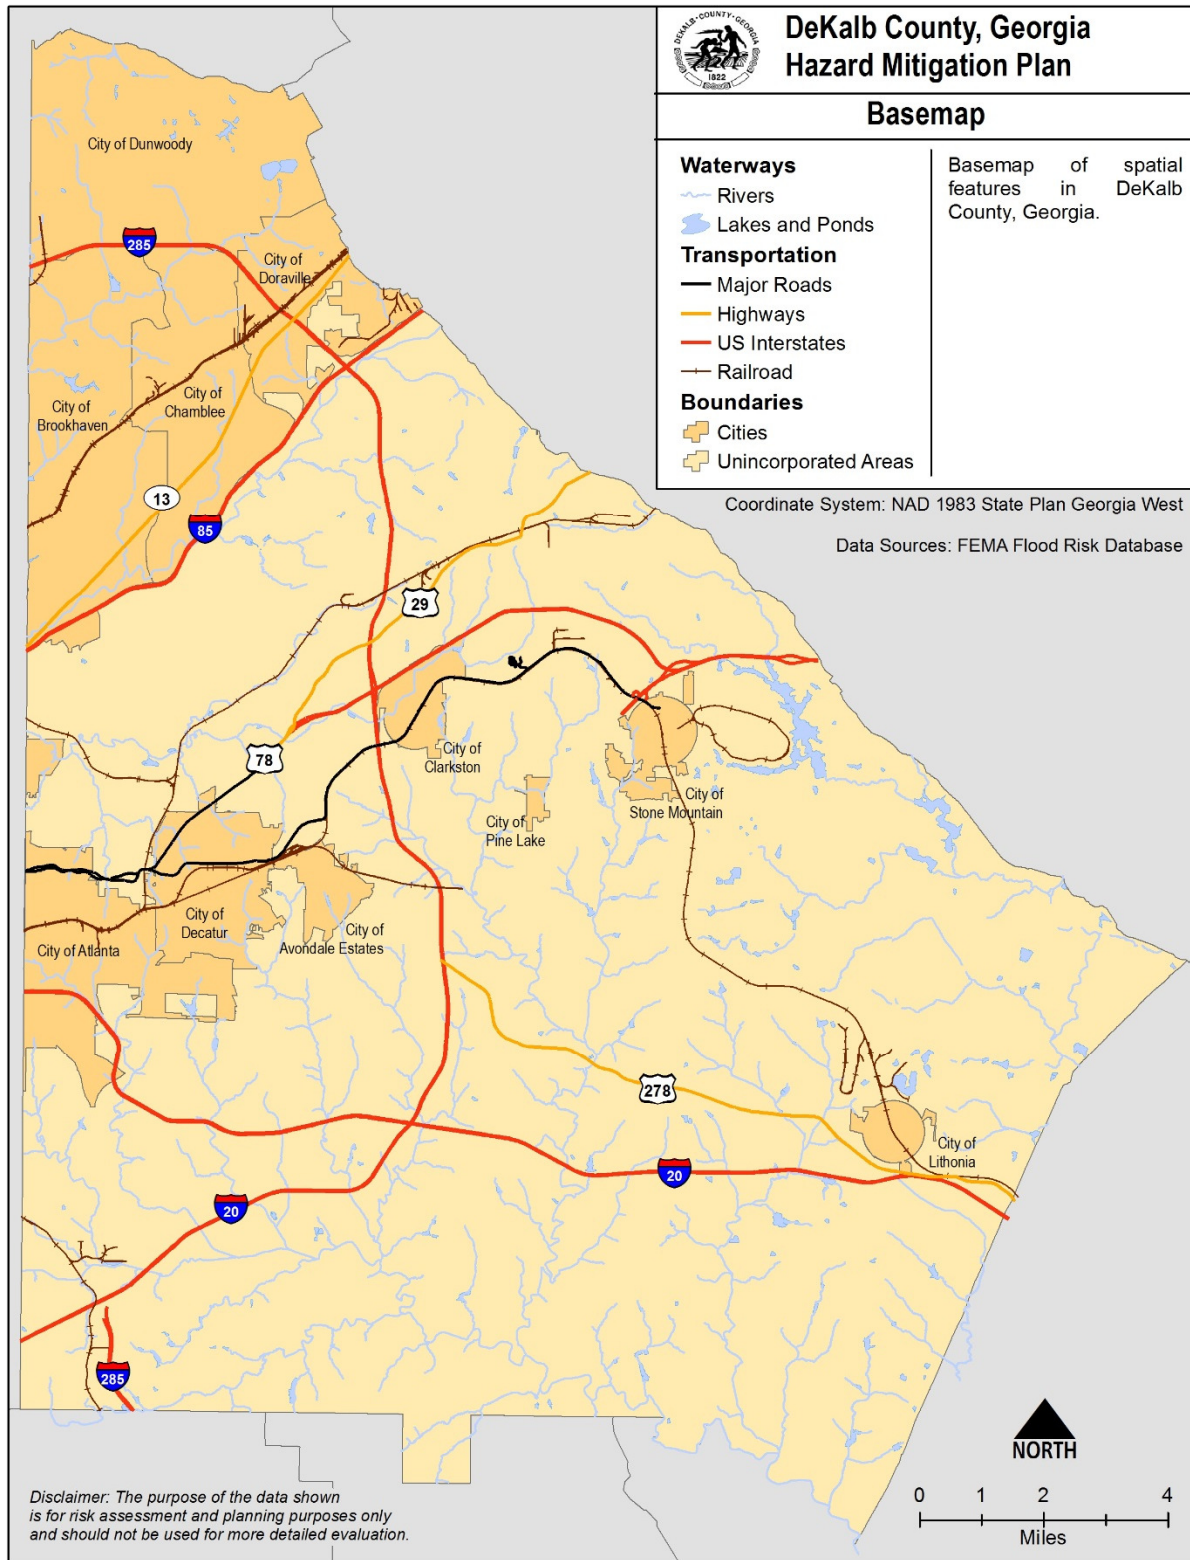 DEKALB·COUNTY·GEORGIA
1822
DeKalb County, Georgia
Hazard Mitigation Plan
Basemap
Waterways
Rivers
Lakes and Ponds
Transportation
Major Roads
Highways
US Interstates
Railroad
Boundaries
Cities
Unincorporated Areas
Basemap of spatial
features in DeKalb
County, Georgia.
Coordinate System: NAD 1983 State Plan Georgia West
Data Sources: FEMA Flood Risk Database
City of Dunwoody
285
City of
Doraville
City of
Brookhaven
City of
Chamblee
13
85
29
78
City of
Clarkston
City of
Pine Lake
City of
Stone Mountain
City of Atlanta
City of
Decatur
City of
Avondale Estates
278
City of
Lithonia
20
20
285
NORTH
0 1 2 4
Miles
Disclaimer: The purpose of the data shown
is for risk assessment and planning purposes only
and should not be used for more detailed evaluation.